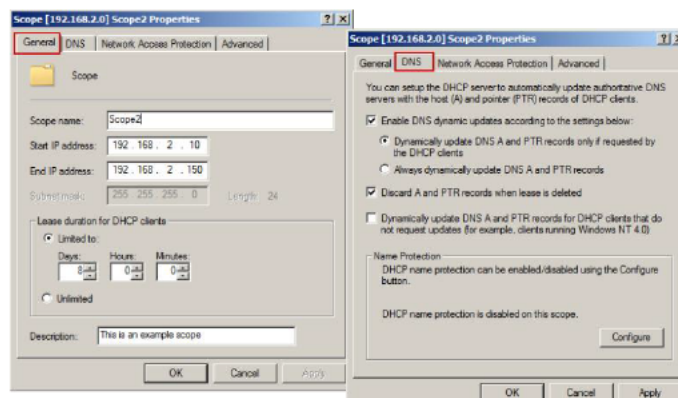 Scope [192.168.2.0] Scope2 Properties
General DNS Network Access Protection Advanced
Scope
Scope name: Scope2
Start IP address: 192 . 168 . 2 . 10
End IP address: 192 . 168 . 2 . 150
Subnet mask: 255 . 255 . 255 . 0 Length: 24
Lease duration for DHCP clients
Limited to:
Days: Hours: Minutes:
8 0 0
Unlimited
Description: This is an example scope
OK Cancel Apply
Scope [192.168.2.0] Scope2 Properties
General DNS Network Access Protection Advanced
You can setup the DHCP server to automatically update authoritative DNS
servers with the host (A) and pointer (PTR) records of DHCP clients.
Enable DNS dynamic updates according to the settings below:
Dynamically update DNS A and PTR records only if requested by
the DHCP clients
Always dynamically update DNS A and PTR records
Discard A and PTR records when lease is deleted
Dynamically update DNS A and PTR records for DHCP clients that do
not request updates (for example, clients running Windows NT 4.0)
Name Protection
DHCP name protection can be enabled/disabled using the Configure
button.
DHCP name protection is disabled on this scope.
Configure
OK Cancel Apply